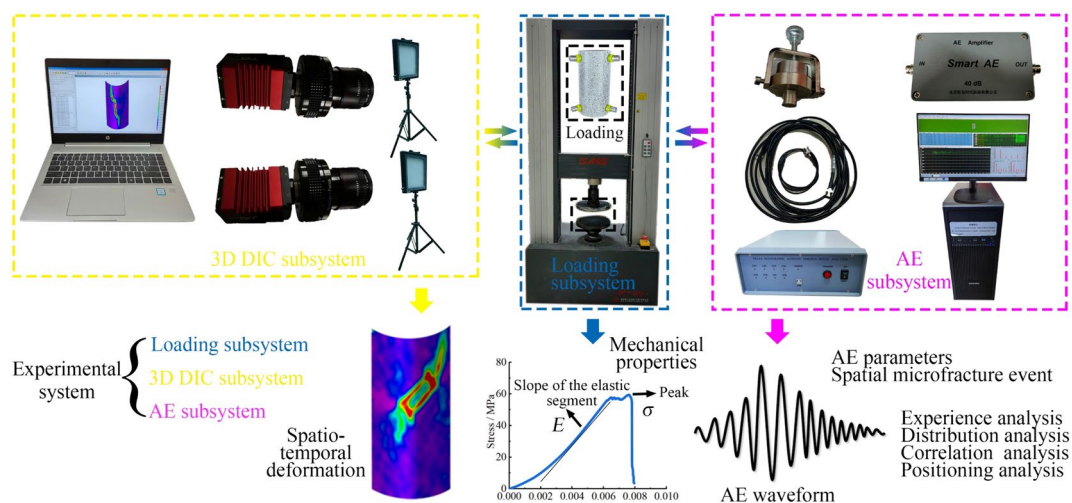 AE Amplifier
IN
Smart AE
OUT
40 dB
Loading
3D DIC subsystem
Loading
subsystem
AE
subsystem
Experimental
system
Loading subsystem
3D DIC subsystem
AE subsystem
Spatio-
temporal
deformation
Mechanical
properties
Slope of the elastic
segment
E
Peak
σ
Stress / MPa
80
60
40
20
0
0.000
0.002
0.004
0.006
0.008
0.010
AE parameters
Spatial microfracture event
Experience analysis
Distribution analysis
Correlation analysis
Positioning analysis
AE waveform